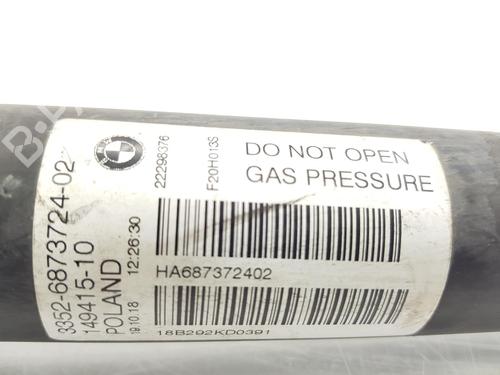 3352-6873724-02
149415-10
POLAND
19.10.18 12:26:30
22298376
F20H013S
DO NOT OPEN
GAS PRESSURE
HA687372402
18B292KD0391